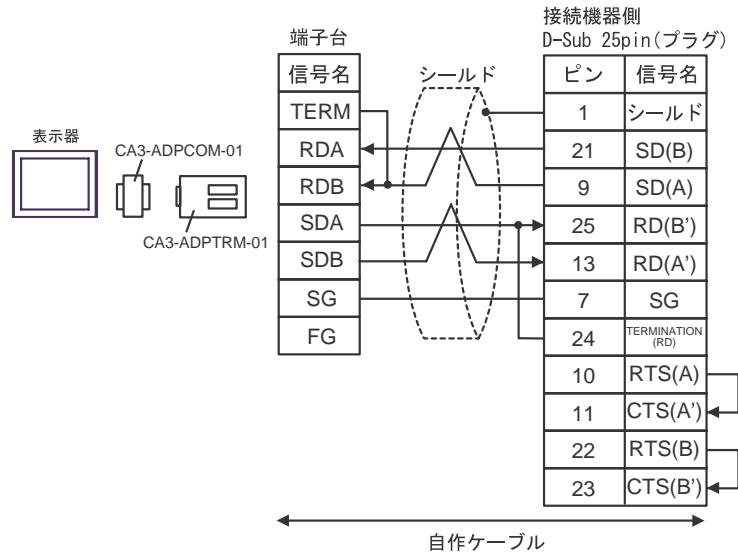 接続機器側
端子台
D-Sub 25pin(プラグ)
信号名
シールド
ピン
信号名
TERM
1
シールド
表示器
CA3-ADPCOM-01
RDA
21
SD(B)
RDB
9
SD(A)
SDA
25
RD(B')
CA3-ADPTRM-01
SDB
13
RD(A')
SG
7
SG
FG
24
TERMINATION
(RD)
10
RTS(A)
11
CTS(A')
22
RTS(B)
23
CTS(B')
自作ケーブル